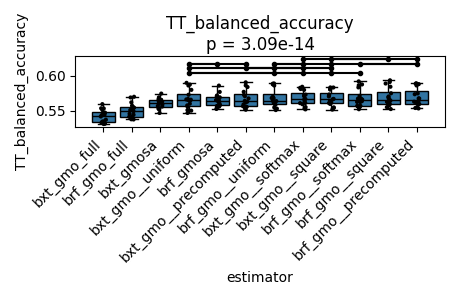 TT_balanced_accuracy
p = 3.09e-14
TT_balanced_accuracy
0.60
0.55
bxt_gmo_full
brf_gmo_full
bxt_gmosa
bxt_gmo__uniform
brf_gmosa
bxt_gmo__precomputed
brf_gmo__uniform
bxt_gmo__softmax
bxt_gmo__square
brf_gmo__softmax
brf_gmo__square
brf_gmo__precomputed
estimator